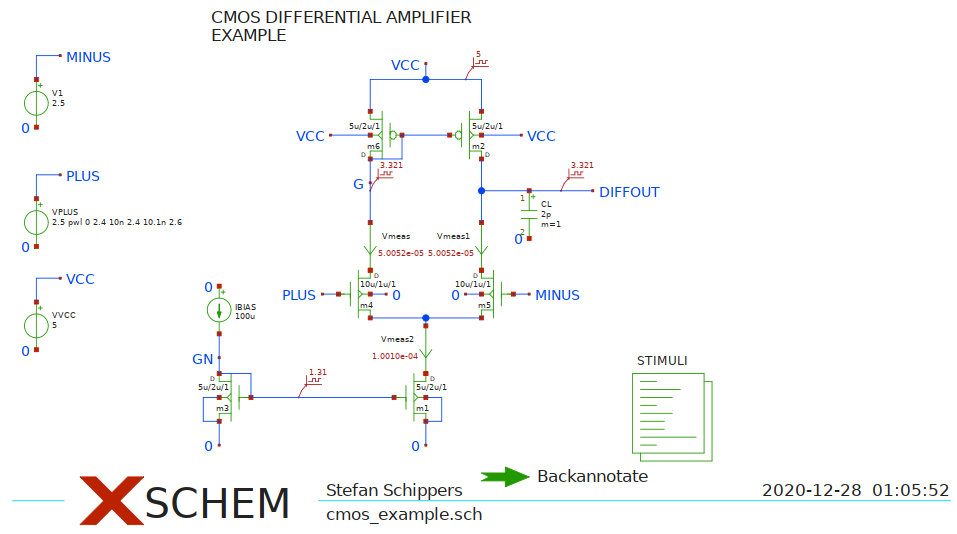 CMOS DIFFERENTIAL AMPLIFIER
EXAMPLE
MINUS
V1
2.5
0
PLUS
VPLUS
2.5 pwl 0 2.4 10n 2.4 10.1n 2.6
0
VCC
VVCC
5
0
VCC
5
5u/2u/1
5u/2u/1
VCC
VCC
m6
m2
D
D
3.321
3.321
G
DIFFOUT
1
CL
2p
m=1
2
0
Vmeas
Vmeas1
5.0052e-05
5.0052e-05
D
D
10u/1u/1
10u/1u/1
PLUS
0
0
MINUS
m4
m5
0
IBIAS
100u
Vmeas2
1.0010e-04
GN
1.31
D
D
5u/2u/1
5u/2u/1
m3
m1
0
0
STIMULI
Backannotate
XSCHEM
Stefan Schippers
2020-12-28 01:05:52
cmos_example.sch